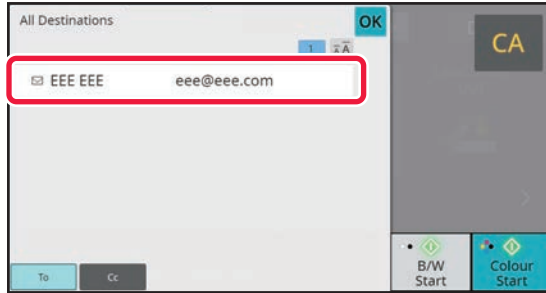 All Destinations
OK
CA
1
EEE EEE eee@eee.com
To
Cc
B/W
Start
Colour
Start